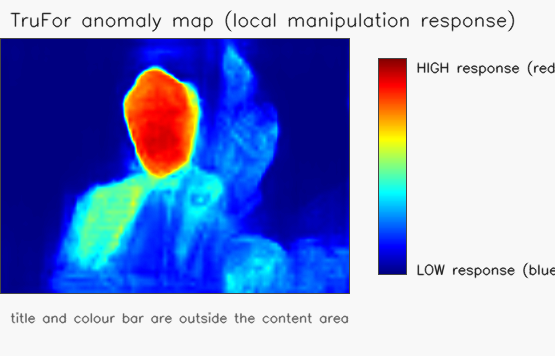 TruFor anomaly map (local manipulation response)
HIGH response (red
LOW response (blue
title and colour bar are outside the content area